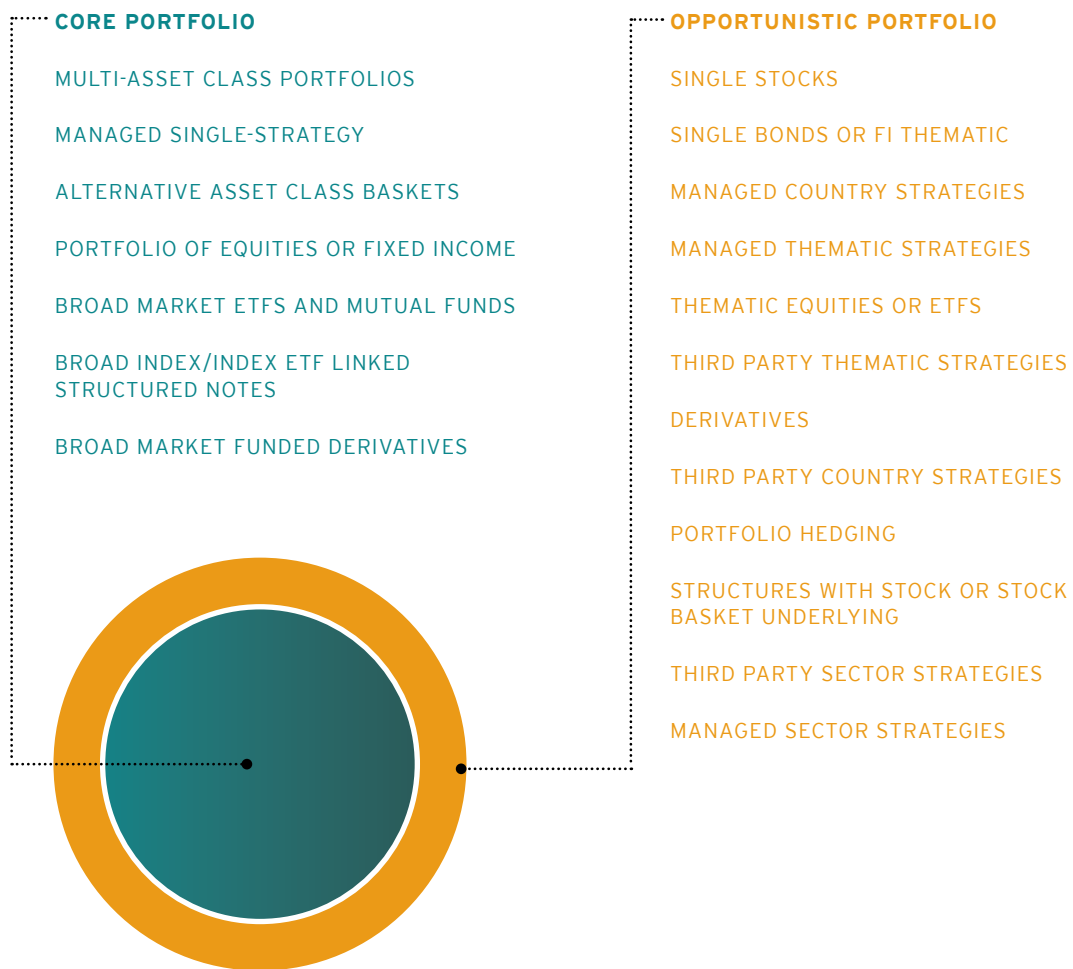 CORE PORTFOLIO
MULTI-ASSET CLASS PORTFOLIOS
MANAGED SINGLE-STRATEGY
ALTERNATIVE ASSET CLASS BASKETS
PORTFOLIO OF EQUITIES OR FIXED INCOME
BROAD MARKET ETFS AND MUTUAL FUNDS
BROAD INDEX/INDEX ETF LINKED
STRUCTURED NOTES
BROAD MARKET FUNDED DERIVATIVES
OPPORTUNISTIC PORTFOLIO
SINGLE STOCKS
SINGLE BONDS OR FI THEMATIC
MANAGED COUNTRY STRATEGIES
MANAGED THEMATIC STRATEGIES
THEMATIC EQUITIES OR ETFS
THIRD PARTY THEMATIC STRATEGIES
DERIVATIVES
THIRD PARTY COUNTRY STRATEGIES
PORTFOLIO HEDGING
STRUCTURES WITH STOCK OR STOCK
BASKET UNDERLYING
THIRD PARTY SECTOR STRATEGIES
MANAGED SECTOR STRATEGIES